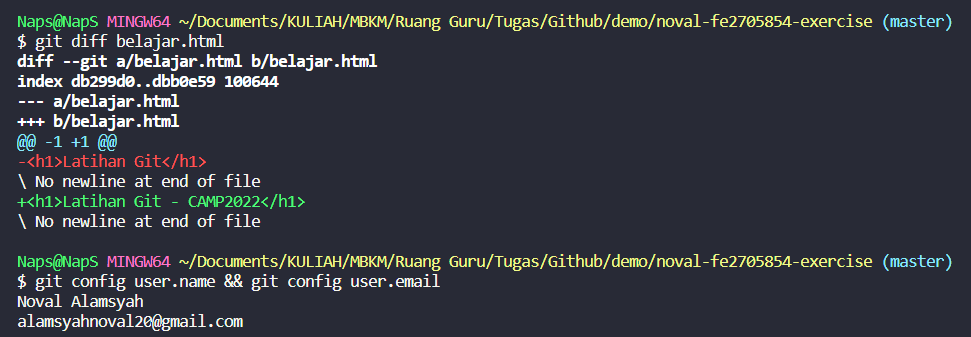 Naps@NapS MINGW64 ~/Documents/KULIAH/MBKM/Ruang Guru/Tugas/Github/demo/noval-fe2705854-exercise (master)
$ git diff belajar.html
diff --git a/belajar.html b/belajar.html
index db299d0..dbb0e59 100644
--- a/belajar.html
+++ b/belajar.html
@@ -1 +1 @@
-<h1>Latihan Git</h1>
\ No newline at end of file
+<h1>Latihan Git - CAMP2022</h1>
\ No newline at end of file
Naps@NapS MINGW64 ~/Documents/KULIAH/MBKM/Ruang Guru/Tugas/Github/demo/noval-fe2705854-exercise (master)
$ git config user.name && git config user.email
Noval Alamsyah
alamsyahnoval20@gmail.com